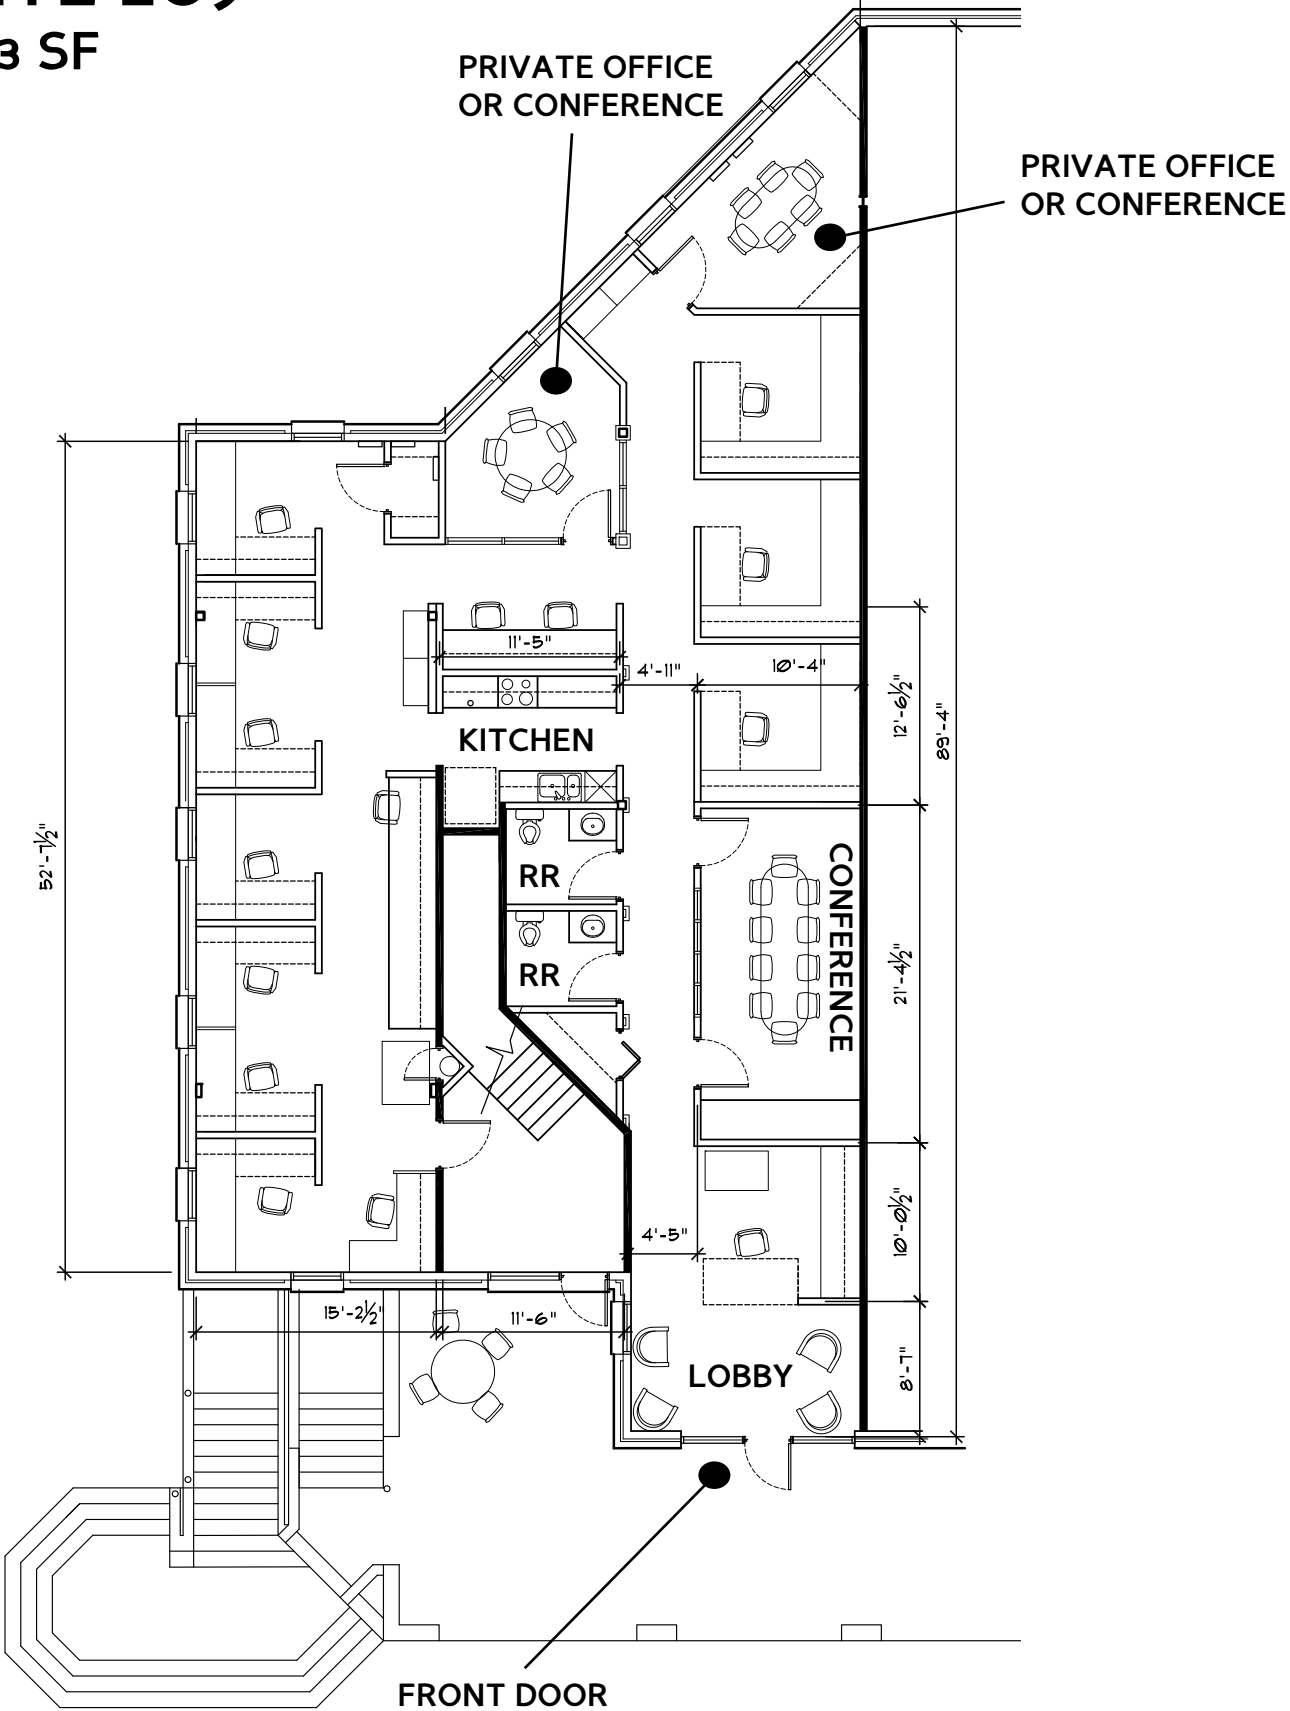 3 SF
PRIVATE OFFICE
OR CONFERENCE
PRIVATE OFFICE
OR CONFERENCE
11'-5"
4'-11"
10'-4"
12'-6½"
89'-4"
KITCHEN
52'-7½"
RR
CONFERENCE
RR
21'-4½"
4'-5"
10'-0½"
15'-2½"
11'-6"
8'-7"
LOBBY
FRONT DOOR